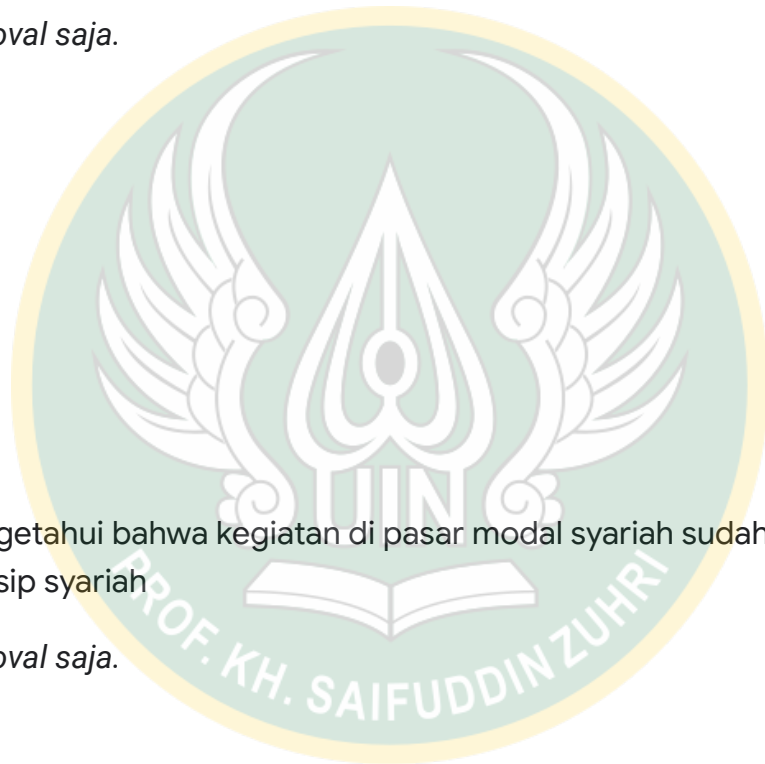 oval saja.
UIN
getahui bahwa kegiatan di pasar modal syariah sudah
sip syariah
PROF. KH. SAIFUDDIN ZUHRI
oval saja.